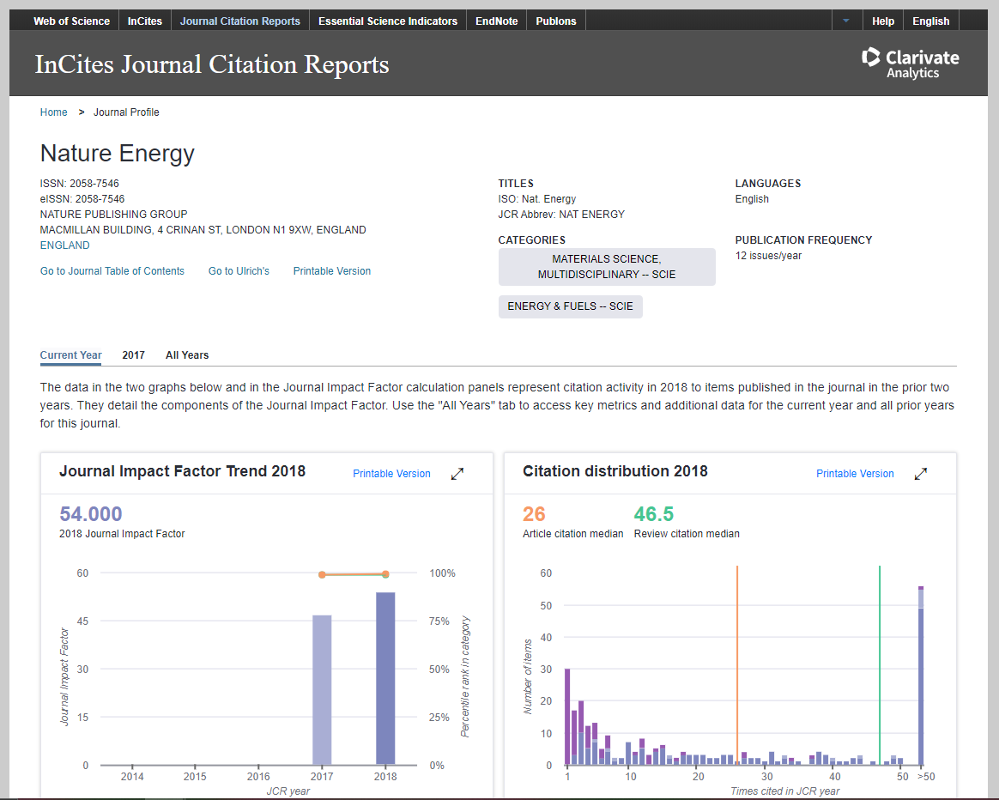 Web of Science InCites Journal Citation Reports Essential Science Indicators EndNote Publons Help English
InCites Journal Citation Reports
Clarivate
Analytics
Home > Journal Profile
Nature Energy
ISSN: 2058-7546
eISSN: 2058-7546
NATURE PUBLISHING GROUP
MACMILLAN BUILDING, 4 CRINAN ST, LONDON N1 9XW, ENGLAND
ENGLAND
Go to Journal Table of Contents Go to Ulrich's Printable Version
TITLES
ISO: Nat. Energy
JCR Abbrev: NAT ENERGY
CATEGORIES
MATERIALS SCIENCE,
MULTIDISCIPLINARY -- SCIE
ENERGY & FUELS -- SCIE
LANGUAGES
English
PUBLICATION FREQUENCY
12 issues/year
Current Year 2017 All Years
The data in the two graphs below and in the Journal Impact Factor calculation panels represent citation activity in 2018 to items published in the journal in the prior two
years. They detail the components of the Journal Impact Factor. Use the "All Years" tab to access key metrics and additional data for the current year and all prior years
for this journal.
Journal Impact Factor Trend 2018 Printable Version
54.000
2018 Journal Impact Factor
60 100%
45 75%
30 50%
15 25%
0 0%
Journal Impact Factor
Percentile rank in category
2014 2015 2016 2017 2018
JCR year
Citation distribution 2018 Printable Version
26 46.5
Article citation median Review citation median
60
50
40
30
20
10
0
Number of items
1 10 20 30 40 50 >50
Times cited in JCR year